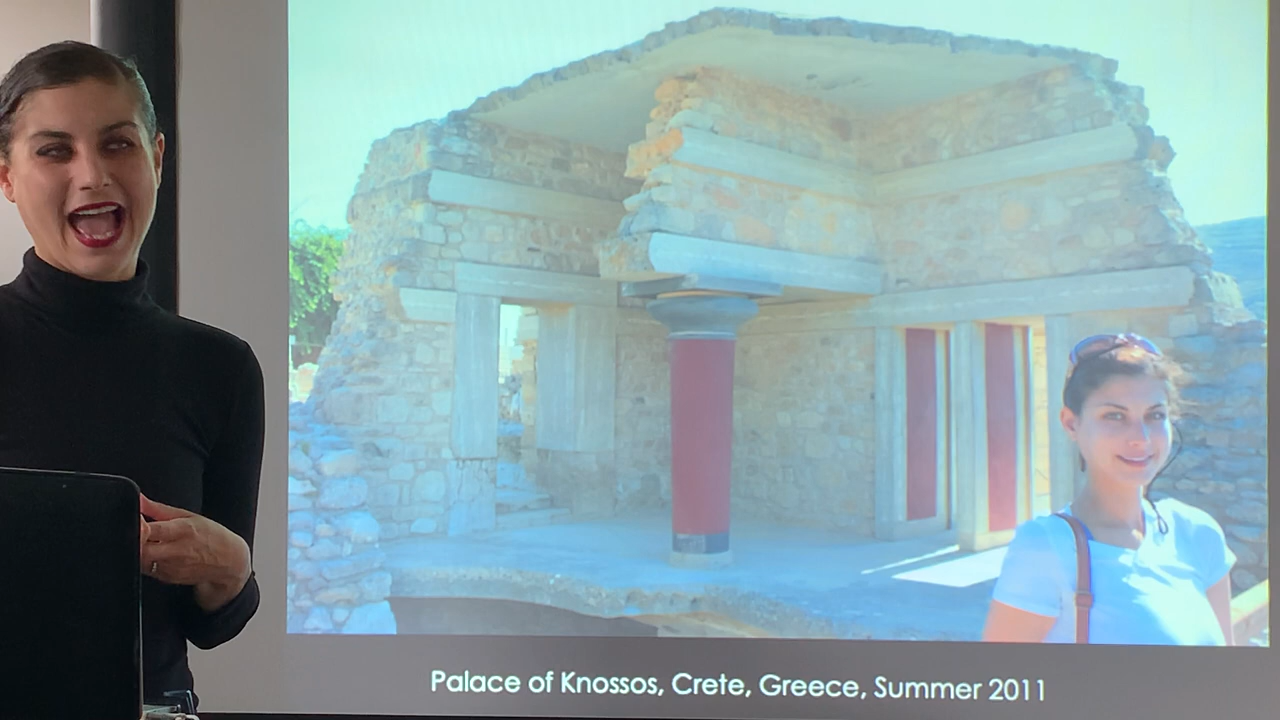 Palace of Knossos, Crete, Greece, Summer 2011